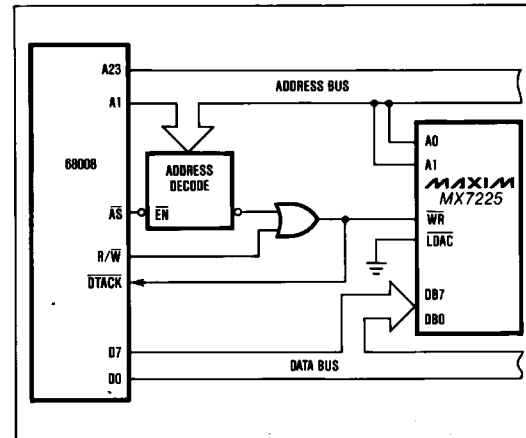 A23
ADDRESS BUS
A1
A0
A1
68008
ADDRESS
DECODE
MAXIM
MX7225
AS
EN
WR
R/W
LDAC
DTACK
DB7
DB0
D7
D0
DATA BUS